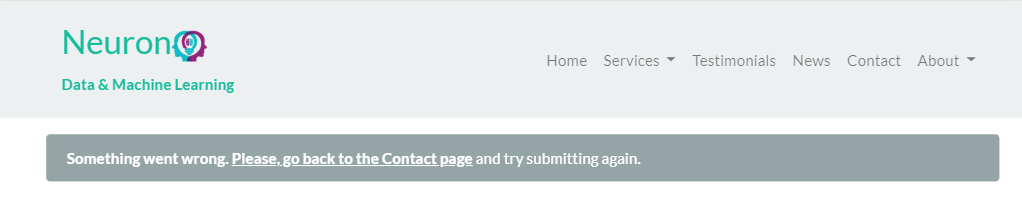 Neuron
Data & Machine Learning
Home Services Testimonials News Contact About
Something went wrong. Please, go back to the Contact page and try submitting again.